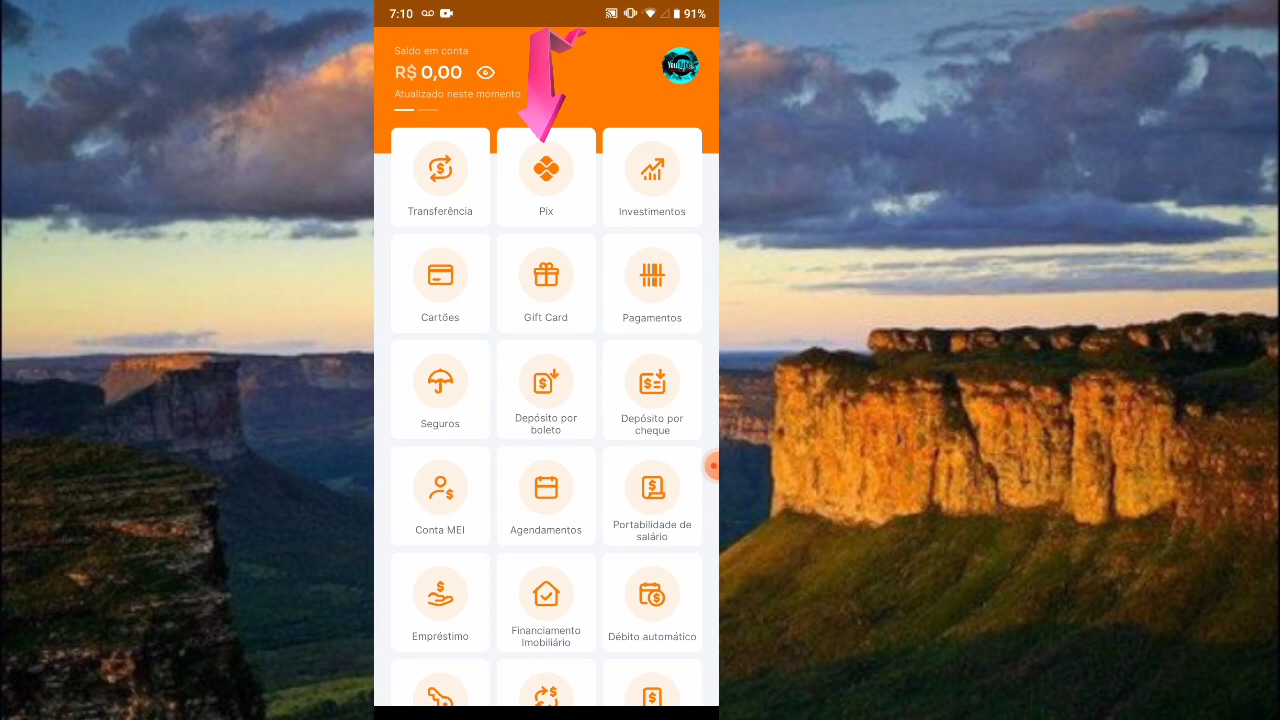 7:10
91%
Saldo em conta
R$ 0,00
Atualizado neste momento
Transferência
Pix
Investimentos
Cartões
Gift Card
Pagamentos
Seguros
Depósito por
boleto
Depósito por
cheque
Conta MEI
Agendamentos
Portabilidade de
salário
Empréstimo
Financiamento
Imobiliário
Débito automático